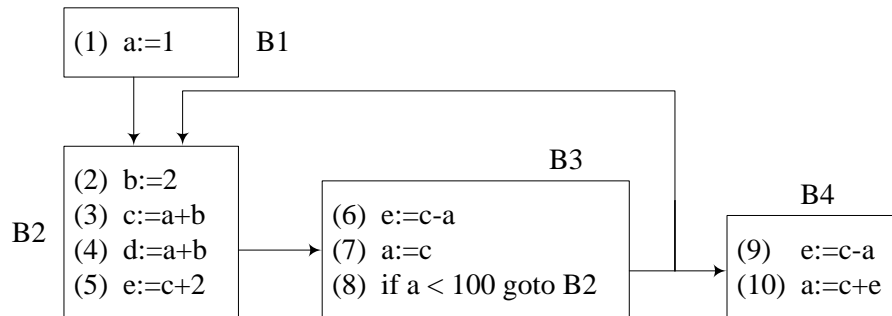 (1) a:=1
B1
B2
(2) b:=2
(3) c:=a+b
(4) d:=a+b
(5) e:=c+2
B3
(6) e:=c-a
(7) a:=c
(8) if a < 100 goto B2
B4
(9) e:=c-a
(10) a:=c+e